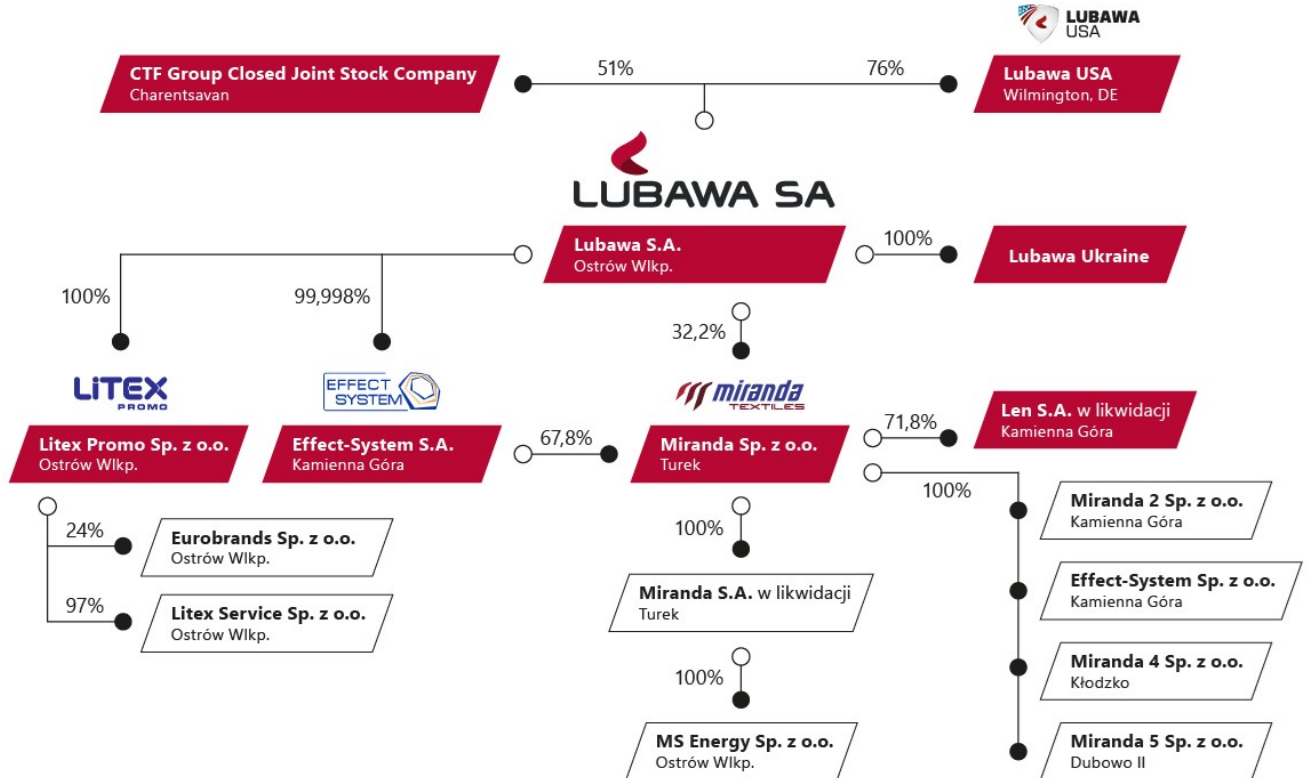 LUBAWA
USA
CTF Group Closed Joint Stock Company
Charentsavan
51%
76%
Lubawa USA
Wilmington, DE
LUBAWA SA
Lubawa S.A.
Ostrów Wlkp.
100%
Lubawa Ukraine
100%
99,998%
32,2%
LiTEX
PROMO
EFFECT
SYSTEM
miranda
TEXTILES
Litex Promo Sp. z o.o.
Ostrów Wlkp.
Effect-System S.A.
Kamienna Góra
67,8%
Miranda Sp. z o.o.
Turek
71,8%
Len S.A. w likwidacji
Kamienna Góra
100%
24%
Eurobrands Sp. z o.o.
Ostrów Wlkp.
97%
Litex Service Sp. z o.o.
Ostrów Wlkp.
100%
Miranda S.A. w likwidacji
Turek
100%
MS Energy Sp. z o.o.
Ostrów Wlkp.
Miranda 2 Sp. z o.o.
Kamienna Góra
Effect-System Sp. z o.o.
Kamienna Góra
Miranda 4 Sp. z o.o.
Kłodzko
Miranda 5 Sp. z o.o.
Dubowo II